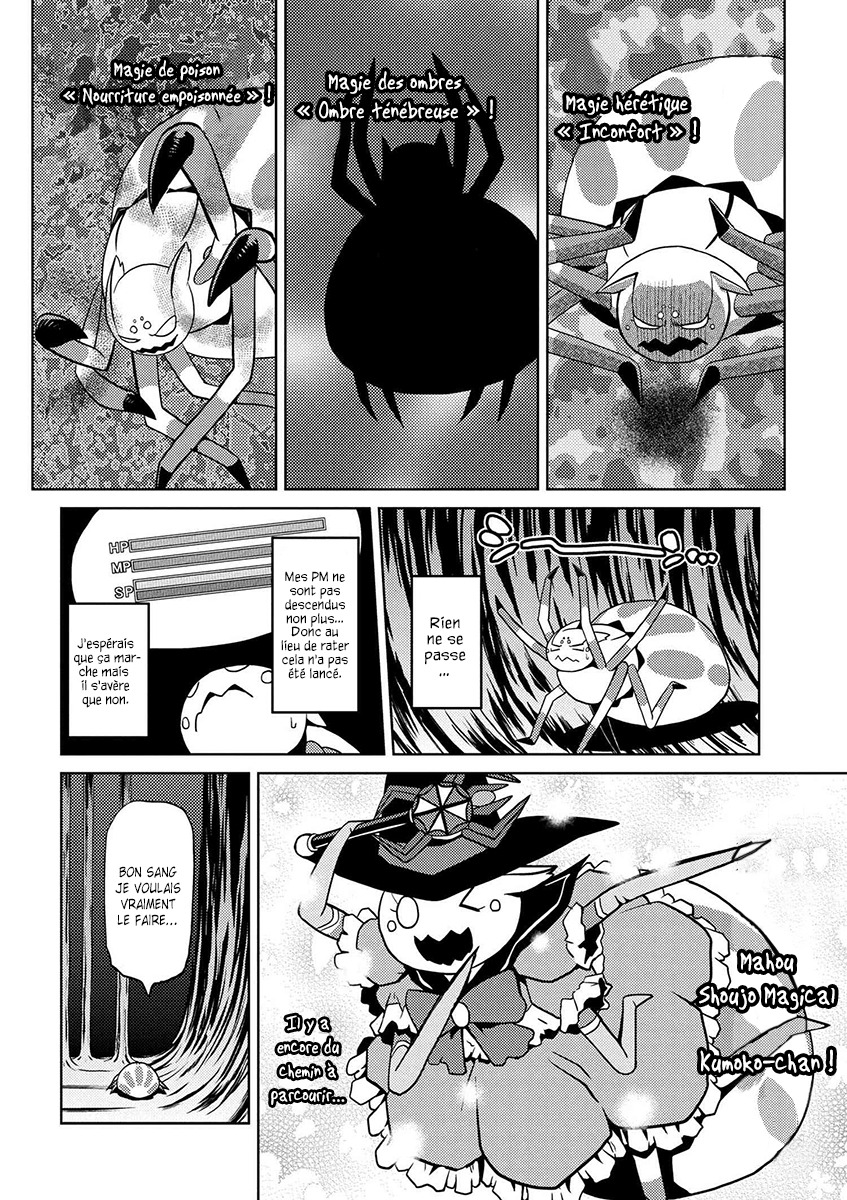 Magie hérétique
« Inconfort » !
Magie des ombres
« Ombre ténébreuse » !
Magie de poison
« Nourriture empoisonnée » !
Rien
ne se
passe
...
Mes PM ne
sont pas
descendus
non plus...
Donc au
lieu de rater
cela n'a pas
été lancé.
HP
MP
SP
J'espérais
que ça mar-
che mais
il s'avère
que non.
Mahou
Shoujo Magical
Kumoko-chan !
Il y a
encore du
chemin à
parcourir...
BON SANG
JE VOULAIS
VRAIMENT
LE FAIRE...